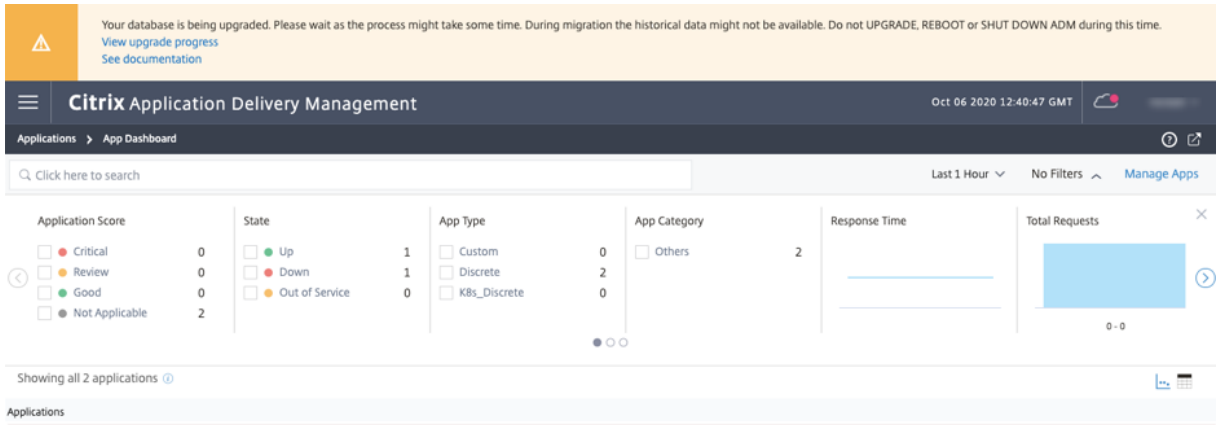 Your database is being upgraded. Please wait as the process might take some time. During migration the historical data might not be available. Do not UPGRADE, REBOOT or SHUT DOWN ADM during this time.
View upgrade progress
See documentation
Citrix Application Delivery Management
Oct 06 2020 12:40:47 GMT
Applications > App Dashboard
Click here to search
Last 1 Hour
No Filters
Manage Apps
Application Score
Critical 0
Review 0
Good 0
Not Applicable 2
State
Up 1
Down 1
Out of Service 0
App Type
Custom 0
Discrete 2
K8s_Discrete 0
App Category
Others 2
Response Time
Total Requests
0 - 0
Showing all 2 applications
Applications